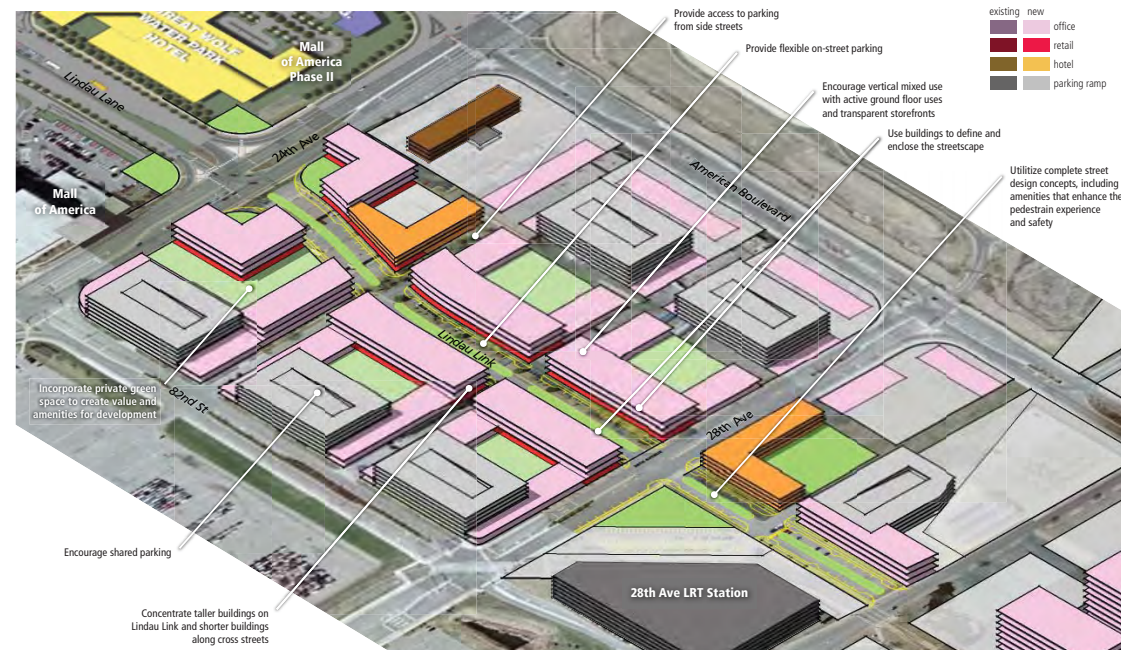 Provide access to parking
from side streets
Provide flexible on-street parking
Encourage vertical mixed use
with active ground floor uses
and transparent storefronts
Use buildings to define and
enclose the streetscape
Utilitize complete street
design concepts, including
amenities that enhance the
pedestrain experience
and safety
existing new
office
retail
hotel
parking ramp
GREAT WOLF
WATER PARK
HOTEL
Mall
of America
Phase II
Lindau Lane
24th Ave
American Boulevard
Mall
of America
Lindau Link
82nd St
28th Ave
Incorporate private green
space to create value and
amenities for development
Encourage shared parking
Concentrate taller buildings on
Lindau Link and shorter buildings
along cross streets
28th Ave LRT Station